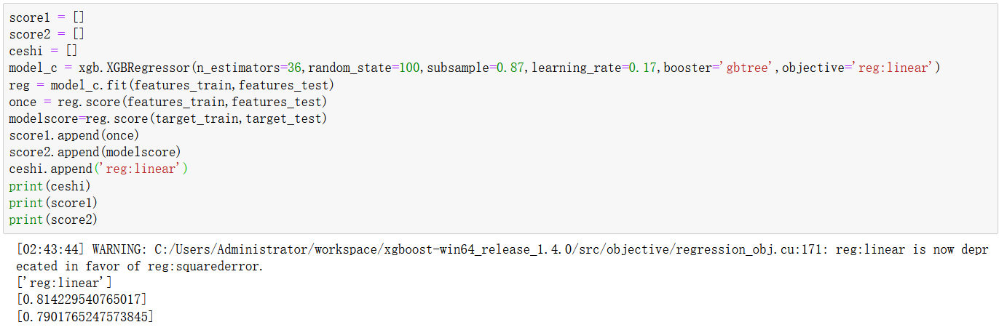 score1 = []
score2 = []
ceshi = []
model_c = xgb.XGBRegressor(n_estimators=36,random_state=100,subsample=0.87,learning_rate=0.17,booster='gbtree',objective='reg:linear')
reg = model_c.fit(features_train,features_test)
once = reg.score(features_train,features_test)
modelscore=reg.score(target_train,target_test)
score1.append(once)
score2.append(modelscore)
ceshi.append('reg:linear')
print(ceshi)
print(score1)
print(score2)
[02:43:44] WARNING: C:/Users/Administrator/workspace/xgboost-win64_release_1.4.0/src/objective/regression_obj.cu:171: reg:linear is now depr
ecated in favor of reg:squarederror.
['reg:linear']
[0.814229540765017]
[0.7901765247573845]